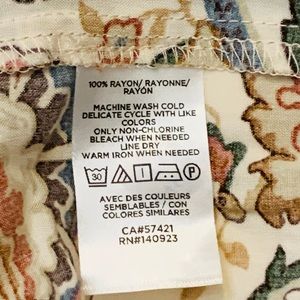 100% RAYON/RAYONNE/
RAYÓN
MACHINE WASH COLD
DELICATE CYCLE WITH LIKE
COLORS
ONLY NON-CHLORINE
BLEACH WHEN NEEDED
LINE DRY
WARM IRON WHEN NEEDED
30
AVEC DES COULEURS
SEMBLABLES / CON
COLORES SIMILARES
CA#57421
RN#140923